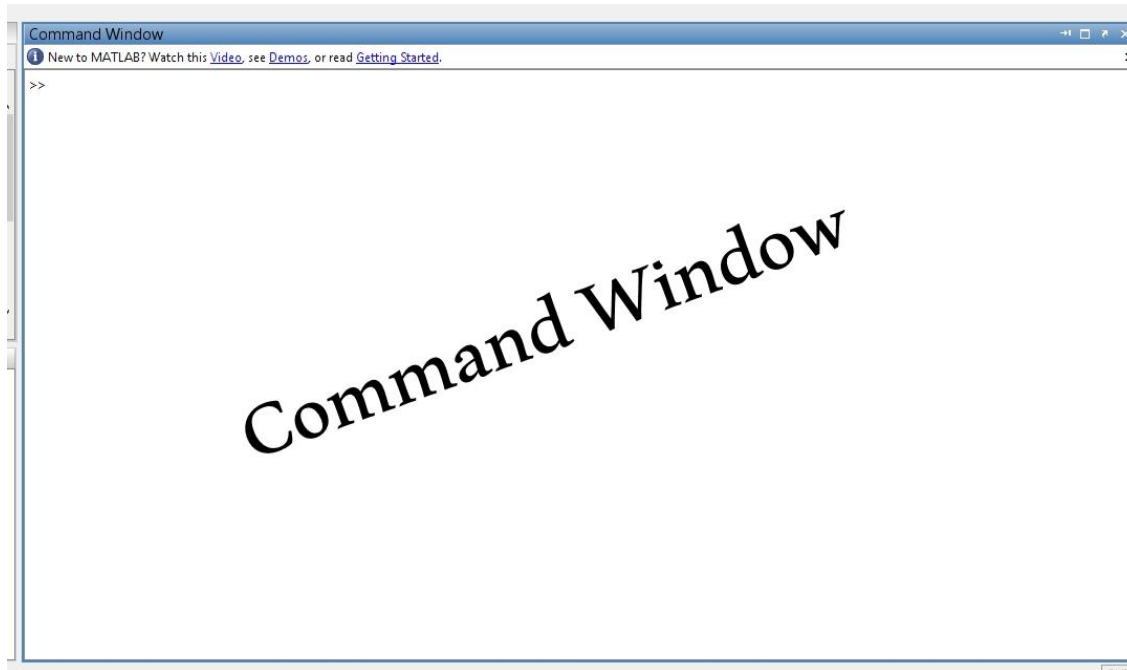 Command Window
New to MATLAB? Watch this Video, see Demos, or read Getting Started.
>>
Command Window